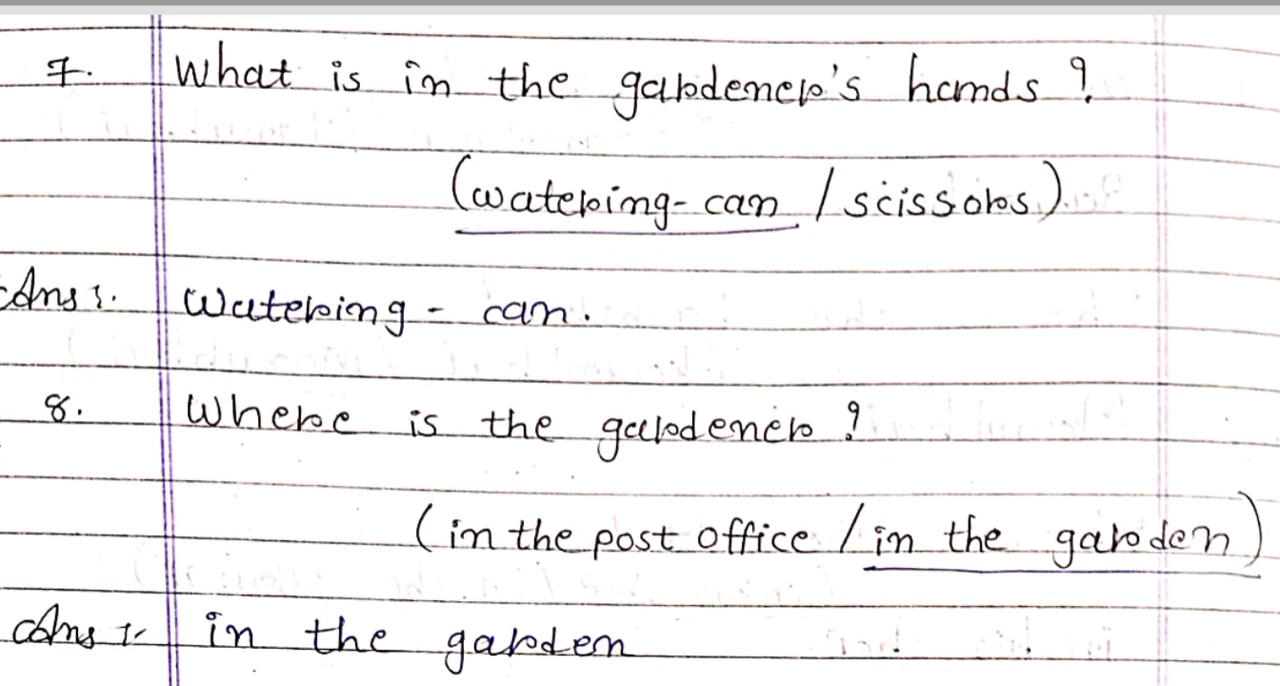 7. What is in the gardener's hands ?
(watering-can / scissors)
Ans :. Watering - can.
8. Where is the gardener ?
(in the post office / in the garden)
Ans :- in the garden